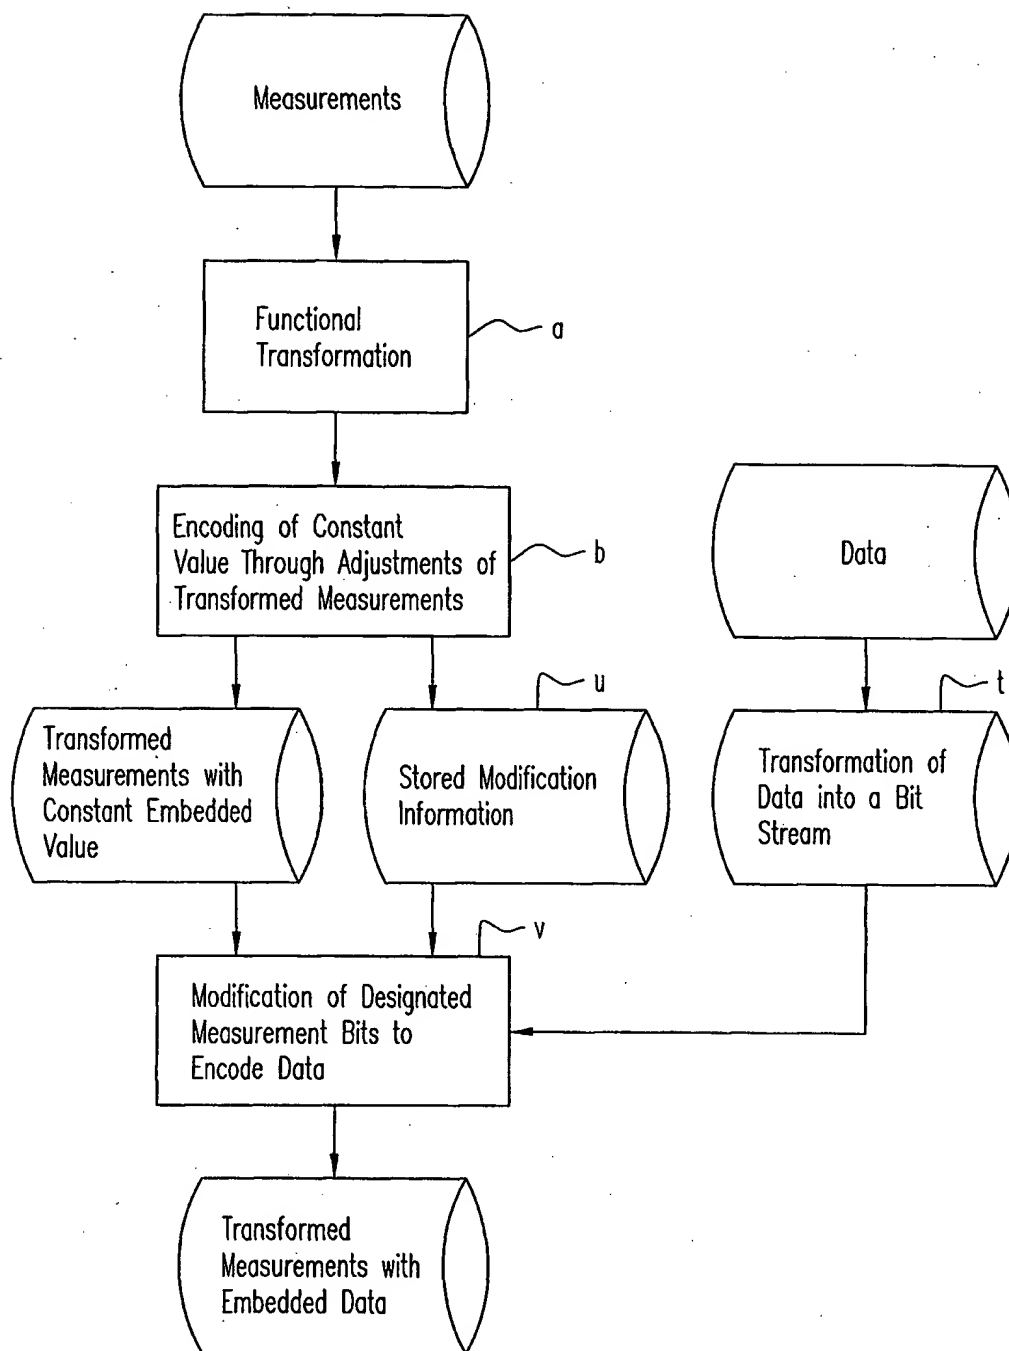 Measurements
Functional
Transformation
a
Encoding of Constant
Value Through Adjustments of
Transformed Measurements
b
Data
u
t
Transformed
Measurements with
Constant Embedded
Value
Stored Modification
Information
Transformation of
Data into a Bit
Stream
v
Modification of Designated
Measurement Bits to
Encode Data
Transformed
Measurements with
Embedded Data